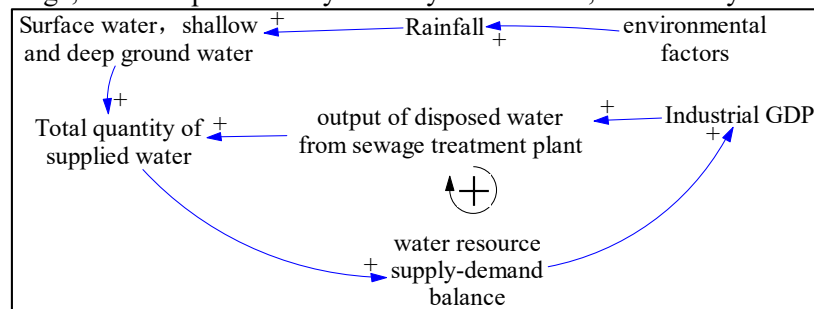 Surface water，shallow
and deep ground water
+
Rainfall
+
environmental
factors
+
Total quantity of
supplied water
+
output of disposed water
from sewage treatment plant
+
Industrial GDP
+
+
water resource
supply-demand
balance
+